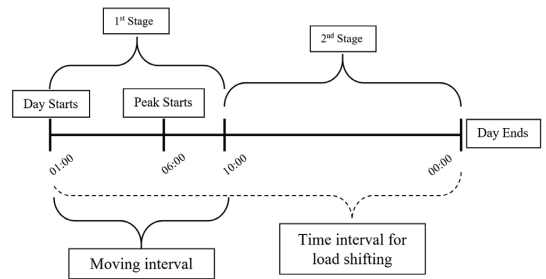 1st Stage
2nd Stage
Day Starts
Peak Starts
Day Ends
01:00
06:00
10:00
00:00
Moving interval
Time interval for
load shifting